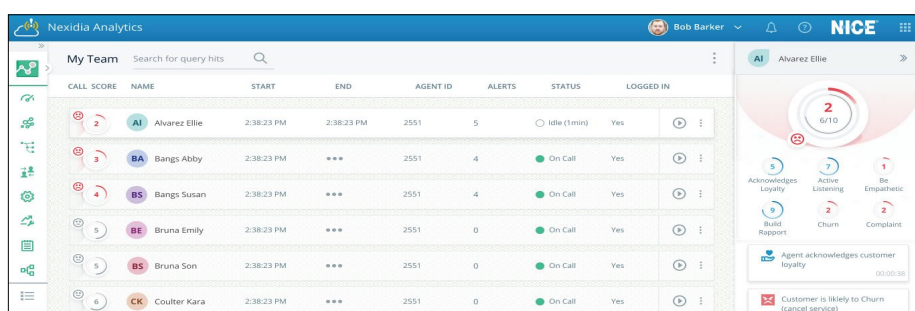 Nexidia Analytics
Bob Barker
NICE
My Team
Search for query hits
CALL SCORE NAME START END AGENT ID ALERTS STATUS LOGGED IN
2 AI Alvarez Ellie 2:38:23 PM 2:38:23 PM 2551 5 Idle (1min) Yes
3 BA Bangs Abby 2:38:23 PM 2551 4 On Call Yes
4 BS Bangs Susan 2:38:23 PM 2551 4 On Call Yes
5 BE Bruna Emily 2:38:23 PM 2551 0 On Call Yes
5 BS Bruna Son 2:38:23 PM 2551 0 On Call Yes
6 CK Coulter Kara 2:38:23 PM 2551 0 On Call Yes
AI Alvarez Ellie
2
6/10
5 7 1
Acknowledges Active Be
Loyalty Listening Empathetic
9 2 2
Build Churn Complaint
Rapport
Agent acknowledges customer
loyalty
00:00:38
Customer is liklely to Churn
(cancel service)